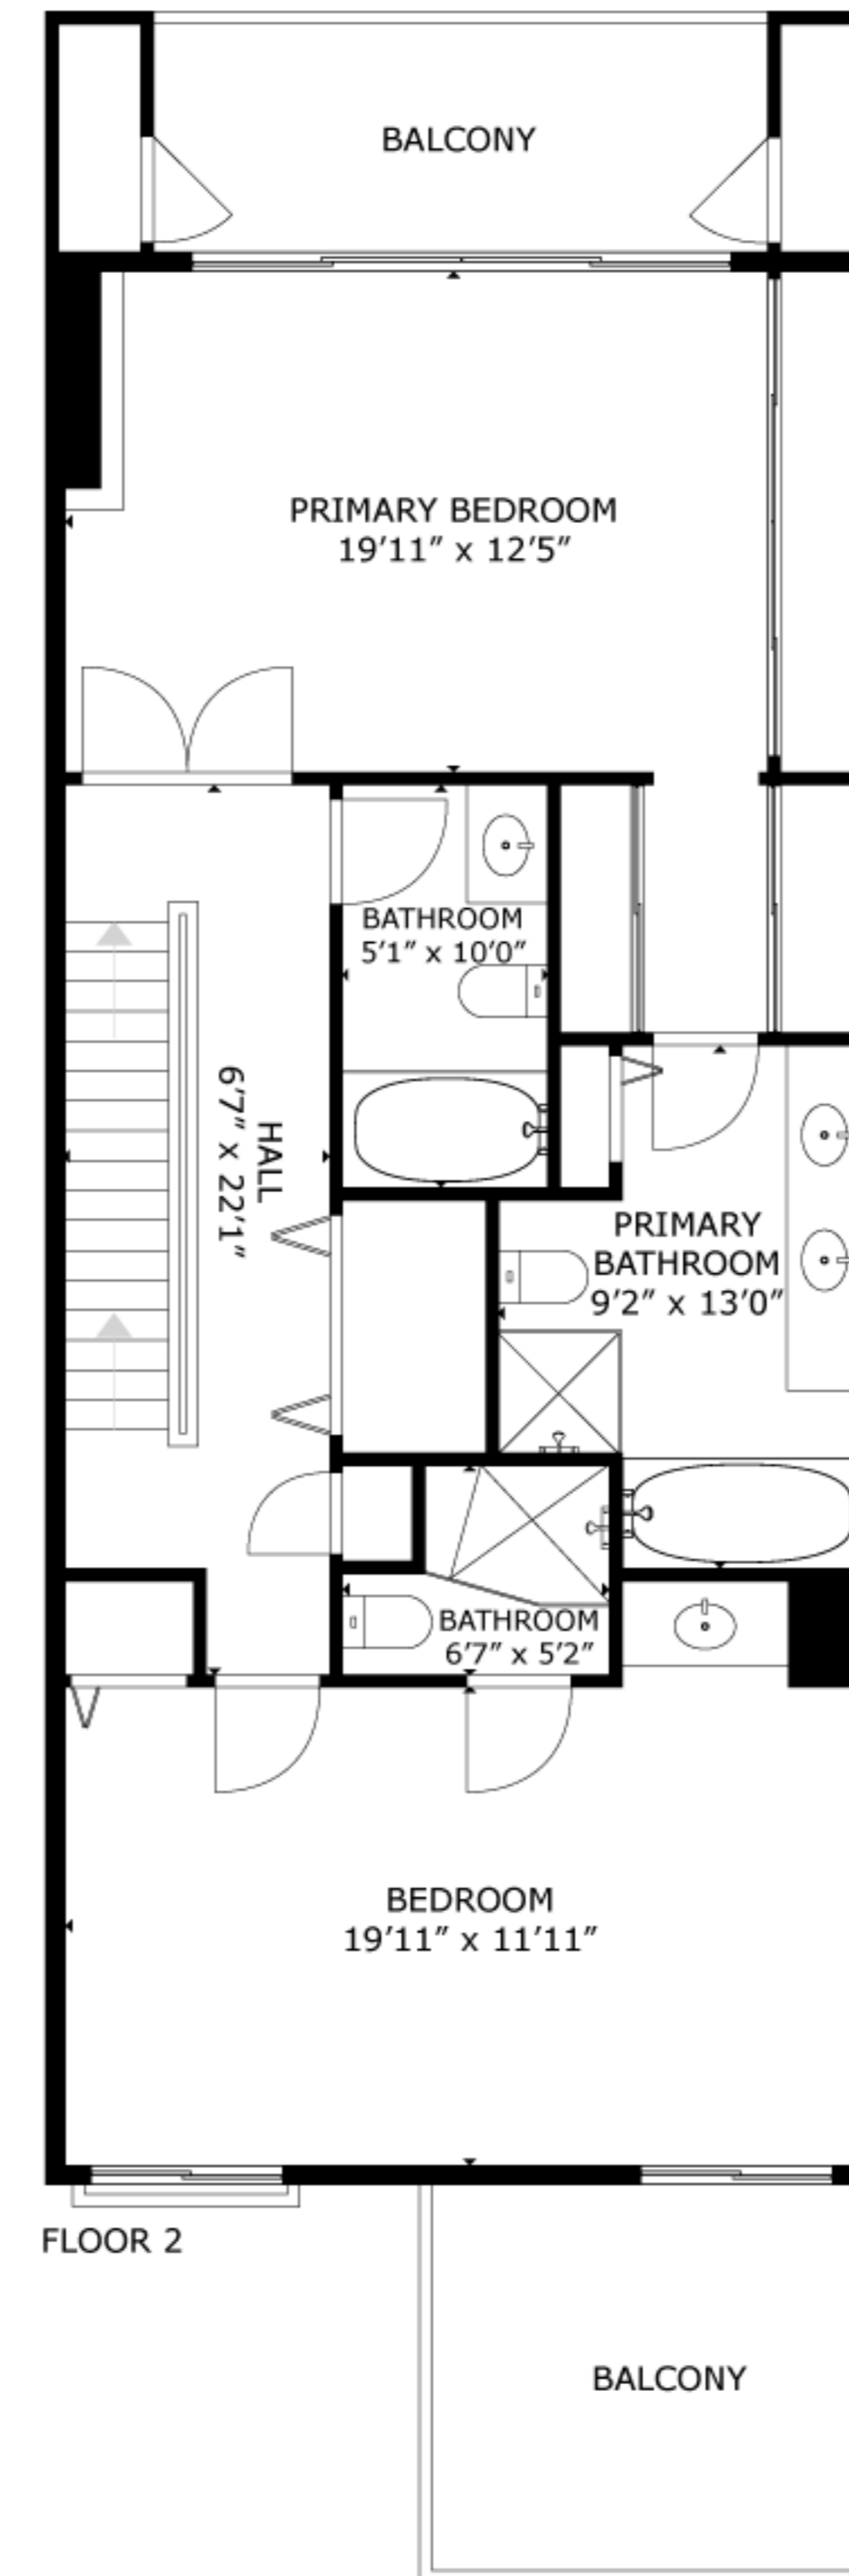 BALCONY
PRIMARY BEDROOM
19’11” x 12’5”
BATHROOM
5’1” x 10’0”
HALL
6’7” x 22’1”
PRIMARY
BATHROOM
9’2” x 13’0”
BATHROOM
6’7” x 5’2”
BEDROOM
19’11” x 11’11”
FLOOR 2
BALCONY